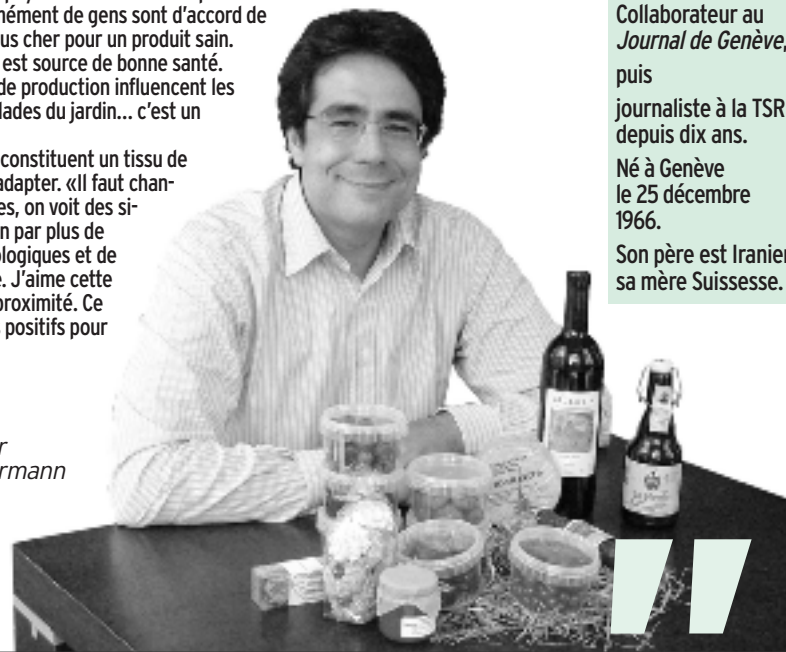 nément de gens sont d'accord de
us cher pour un produit sain.
est source de bonne santé.
de production influencent les
lades du jardin... c'est un
constituent un tissu de
adapter. «Il faut chan-
es, on voit des si-
n par plus de
ologiques et de
e. J'aime cette
proximité. Ce
s positifs pour
r
rmann
Collaborateur au
Journal de Genève,
puis
journaliste à la TSR
depuis dix ans.
Né à Genève
le 25 décembre
1966.
Son père est Iranien
sa mère Suissesse.